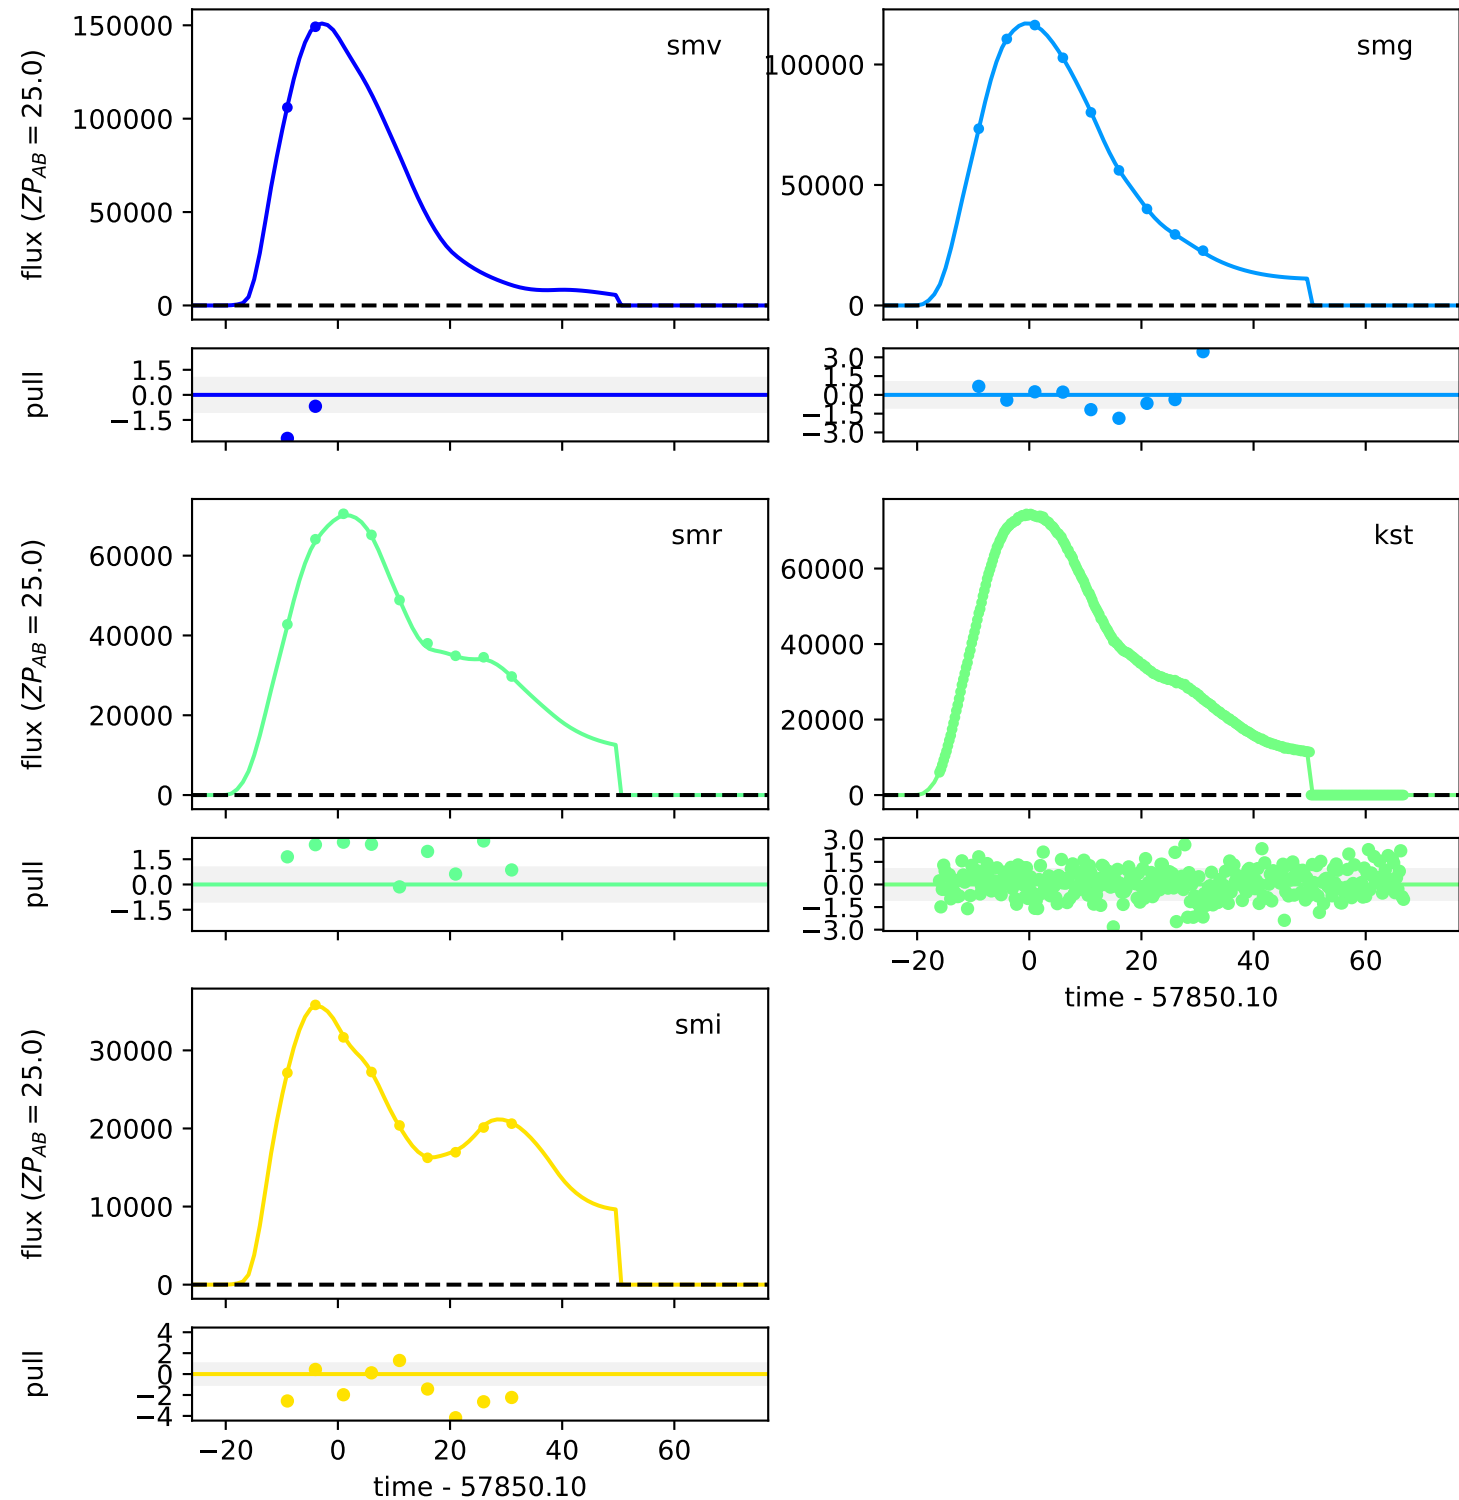 smv
flux (ZP_AB = 25.0)
150000
100000
50000
0
smg
100000
50000
0
pull
1.5
0.0
−1.5
3.0
1.5
0.0
−1.5
−3.0
smr
flux (ZP_AB = 25.0)
60000
40000
20000
0
kst
60000
40000
20000
0
pull
1.5
0.0
−1.5
3.0
1.5
0.0
−1.5
−3.0
−20 0 20 40 60
time - 57850.10
smi
flux (ZP_AB = 25.0)
30000
20000
10000
0
pull
4
2
0
−2
−4
−20 0 20 40 60
time - 57850.10